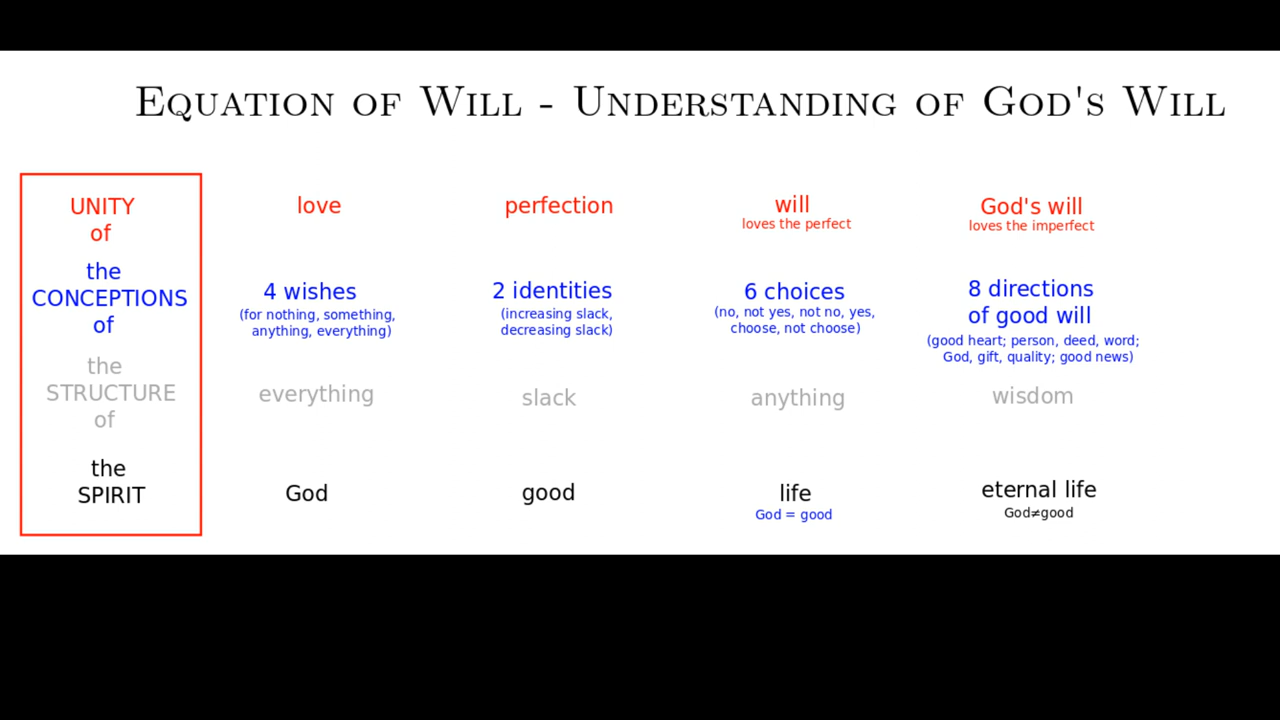 EQUATION OF WILL - UNDERSTANDING OF GOD'S WILL
UNITY
of
the
CONCEPTIONS
of
the
STRUCTURE
of
the
SPIRIT
love
4 wishes
(for nothing, something,
anything, everything)
everything
God
perfection
2 identities
(increasing slack,
decreasing slack)
slack
good
will
loves the perfect
6 choices
(no, not yes, not no, yes,
choose, not choose)
anything
life
God = good
God's will
loves the imperfect
8 directions
of good will
(good heart; person, deed, word;
God, gift, quality; good news)
wisdom
eternal life
God≠good